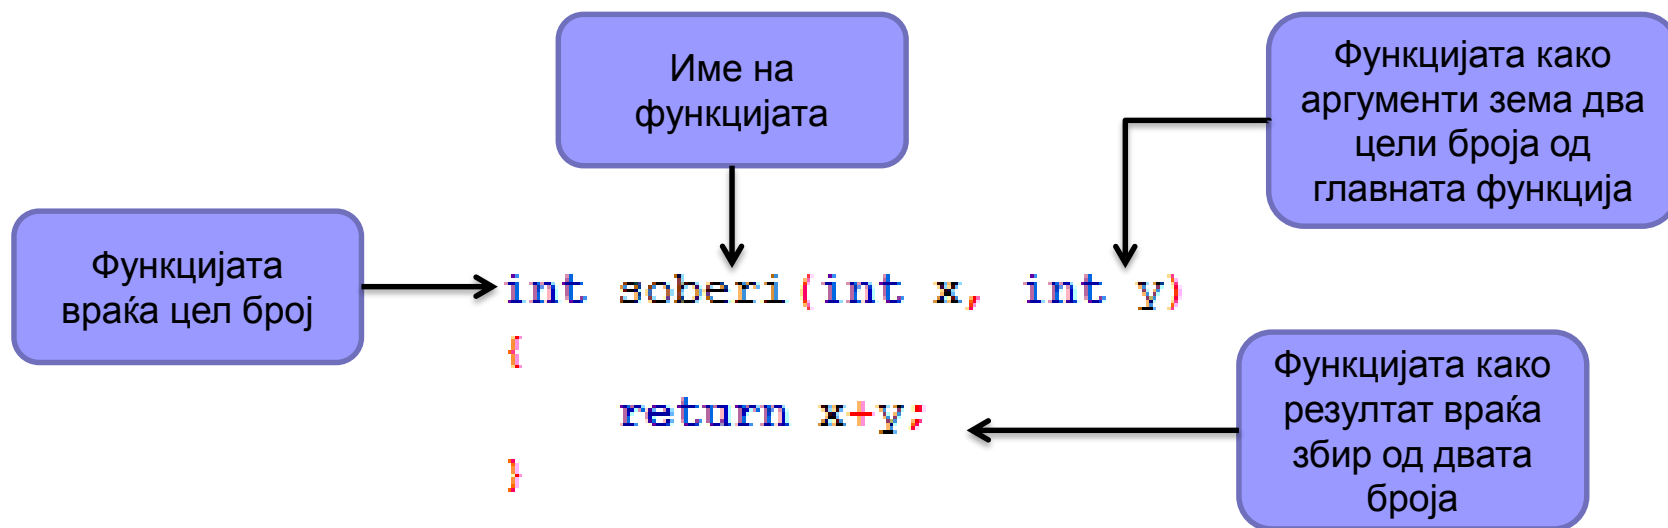 Име на
функцијата
Функцијата како
аргументи зема два
цели броја од
главната функција
Функцијата
враќа цел број
int soberi(int x, int y)
{
return x+y;
}
Функцијата како
резултат враќа
збир од двата
броја